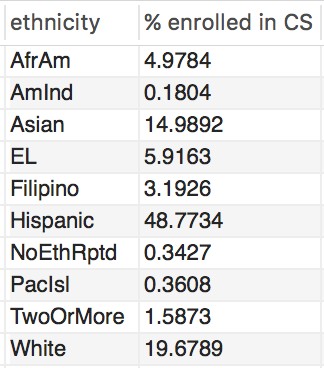 ethnicity % enrolled in CS
AfrAm 4.9784
AmInd 0.1804
Asian 14.9892
EL 5.9163
Filipino 3.1926
Hispanic 48.7734
NoEthRptd 0.3427
PacIsl 0.3608
TwoOrMore 1.5873
White 19.6789